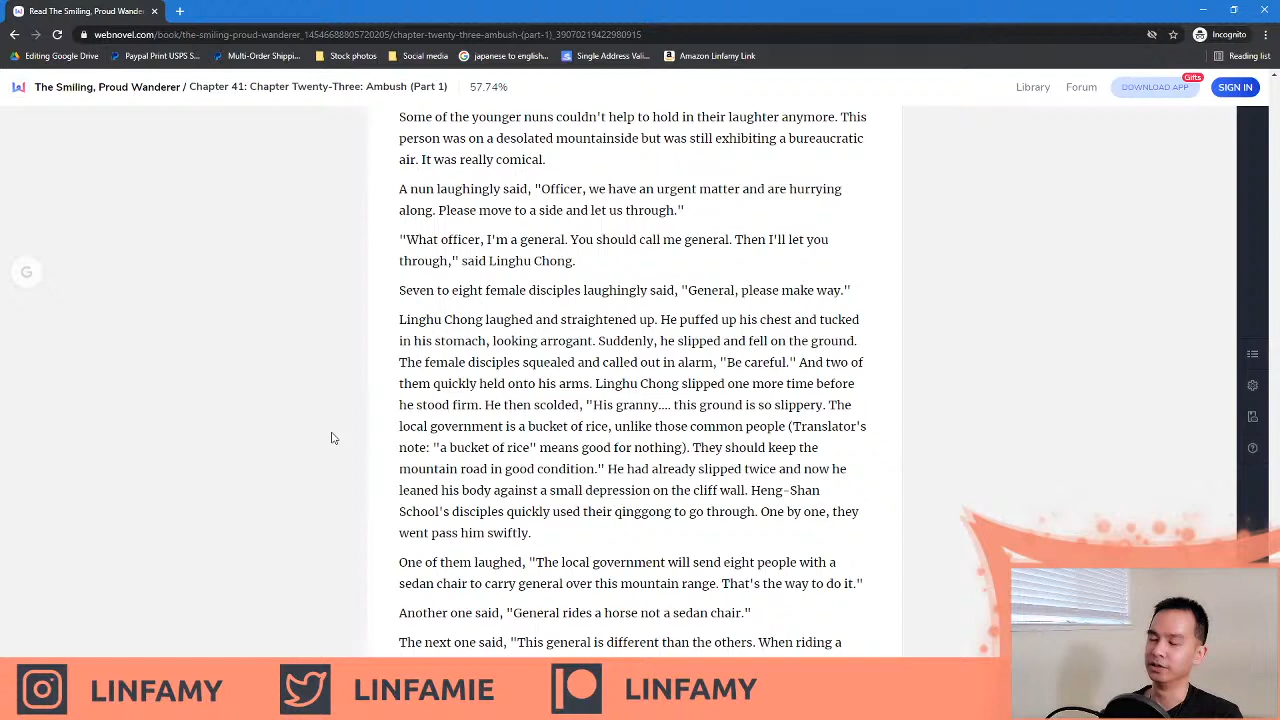 Read The Smiling, Proud Wander
Incognito
webnovel.com/book/the-smiling-proud-wanderer_14546688805720205/chapter-twenty-three-ambush-(part-1)_39070219422980915
Editing Google Drive
Paypal Print USPS S...
Multi-Order Shippi...
Stock photos
Social media
japanese to english...
Single Address Vali...
Amazon Linfamy Link
Reading list
The Smiling, Proud Wanderer / Chapter 41: Chapter Twenty-Three: Ambush (Part 1)
57.74%
Library
Forum
Gifts
DOWNLOAD APP
SIGN IN
Some of the younger nuns couldn't help to hold in their laughter anymore. This
person was on a desolated mountainside but was still exhibiting a bureaucratic
air. It was really comical.
A nun laughingly said, "Officer, we have an urgent matter and are hurrying
along. Please move to a side and let us through."
"What officer, I'm a general. You should call me general. Then I'll let you
through," said Linghu Chong.
Seven to eight female disciples laughingly said, "General, please make way."
Linghu Chong laughed and straightened up. He puffed up his chest and tucked
in his stomach, looking arrogant. Suddenly, he slipped and fell on the ground.
The female disciples squealed and called out in alarm, "Be careful." And two of
them quickly held onto his arms. Linghu Chong slipped one more time before
he stood firm. He then scolded, "His granny.... this ground is so slippery. The
local government is a bucket of rice, unlike those common people (Translator's
note: "a bucket of rice" means good for nothing). They should keep the
mountain road in good condition." He had already slipped twice and now he
leaned his body against a small depression on the cliff wall. Heng-Shan
School's disciples quickly used their qinggong to go through. One by one, they
went pass him swiftly.
One of them laughed, "The local government will send eight people with a
sedan chair to carry general over this mountain range. That's the way to do it."
Another one said, "General rides a horse not a sedan chair."
The next one said, "This general is different than the others. When riding a
G
LINFAMY
LINFAMIE
LINFAMY